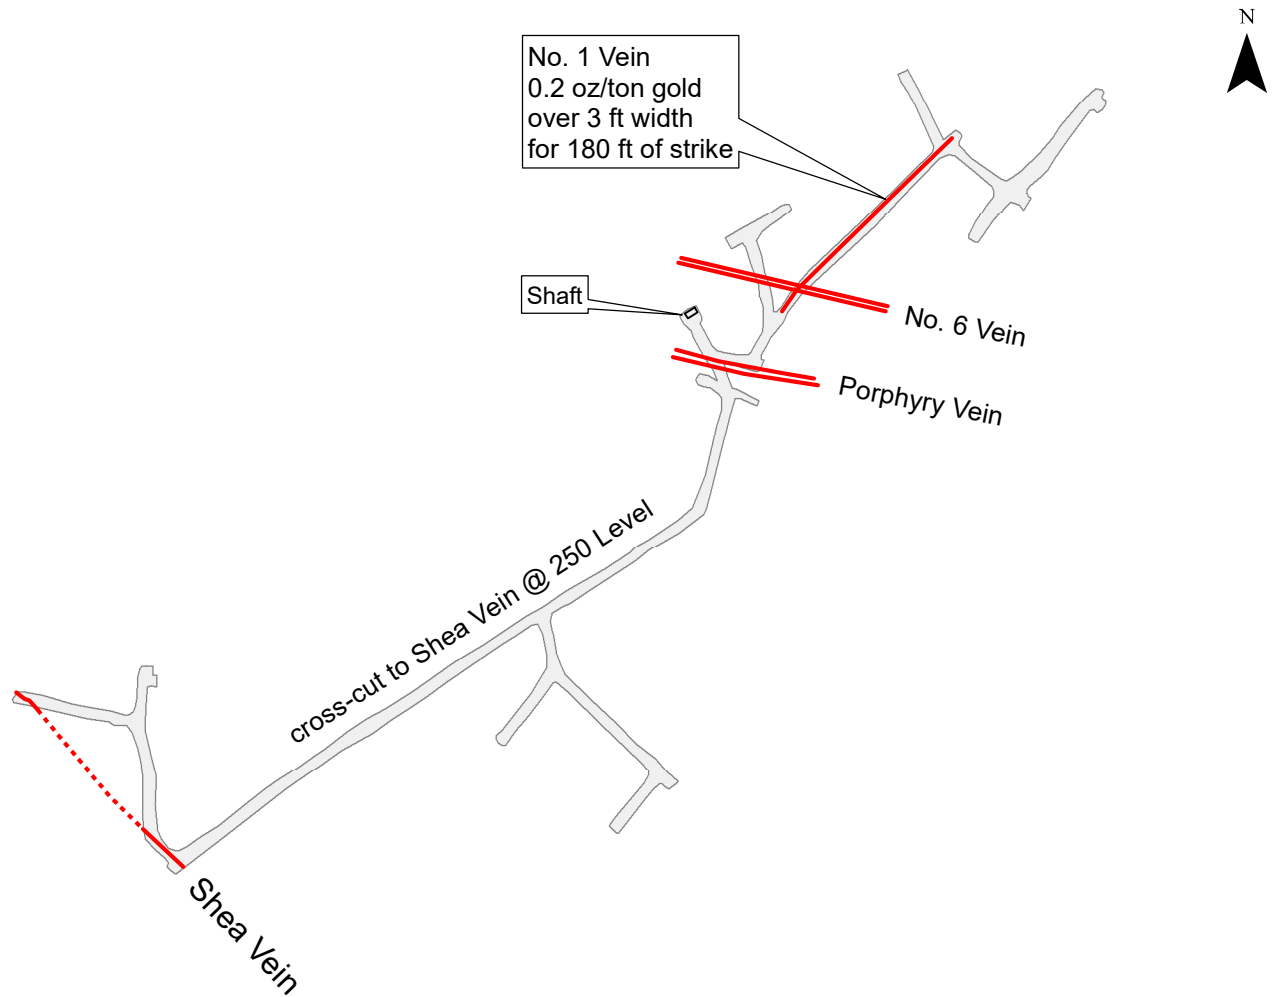 N
No. 1 Vein
0.2 oz/ton gold
over 3 ft width
for 180 ft of strike
Shaft
No. 6 Vein
Porphyry Vein
cross-cut to Shea Vein @ 250 Level
Shea Vein